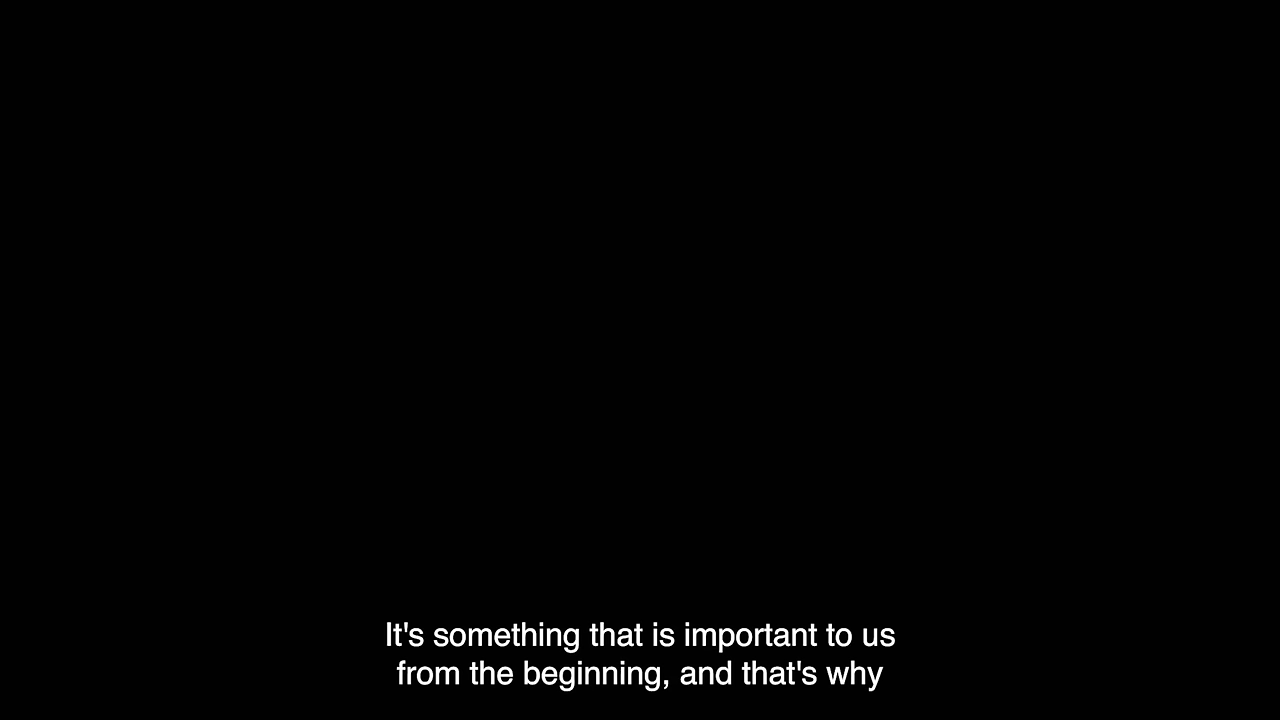 It's something that is important to us
from the beginning, and that's why